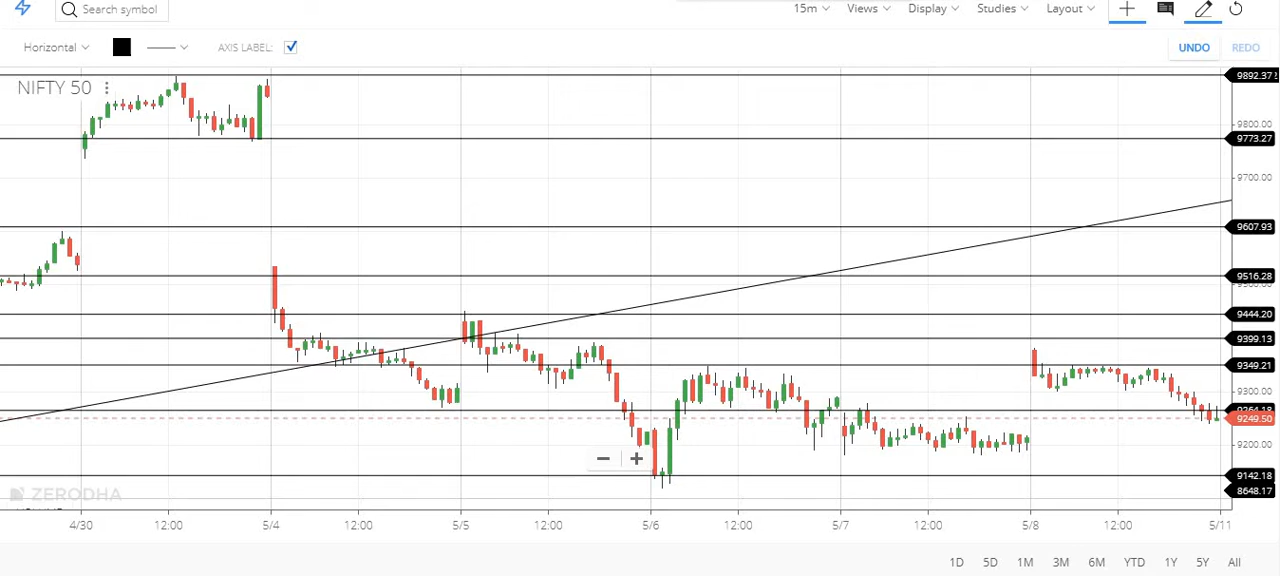 Search symbol 15m Views Display Studies Layout
Horizontal AXIS LABEL: UNDO REDO
NIFTY 50
9892.37
9800.00
9773.27
9700.00
9607.93
9516.28
9444.20
9399.13
9349.21
9300.00
9249.50
9200.00
9142.18
8648.17
ZERODHA
4/30 12:00 5/4 12:00 5/5 12:00 5/6 12:00 5/7 12:00 5/8 12:00 5/11
1D 5D 1M 3M 6M YTD 1Y 5Y All